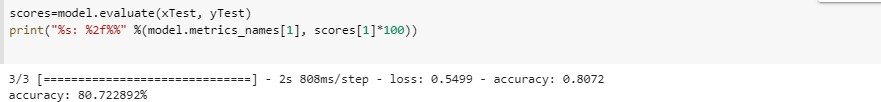 scores=model.evaluate(xTest, yTest)
print("%s: %2f%%" %(model.metrics_names[1], scores[1]*100))
3/3 [==============================] - 2s 808ms/step - loss: 0.5499 - accuracy: 0.8072
accuracy: 80.722892%